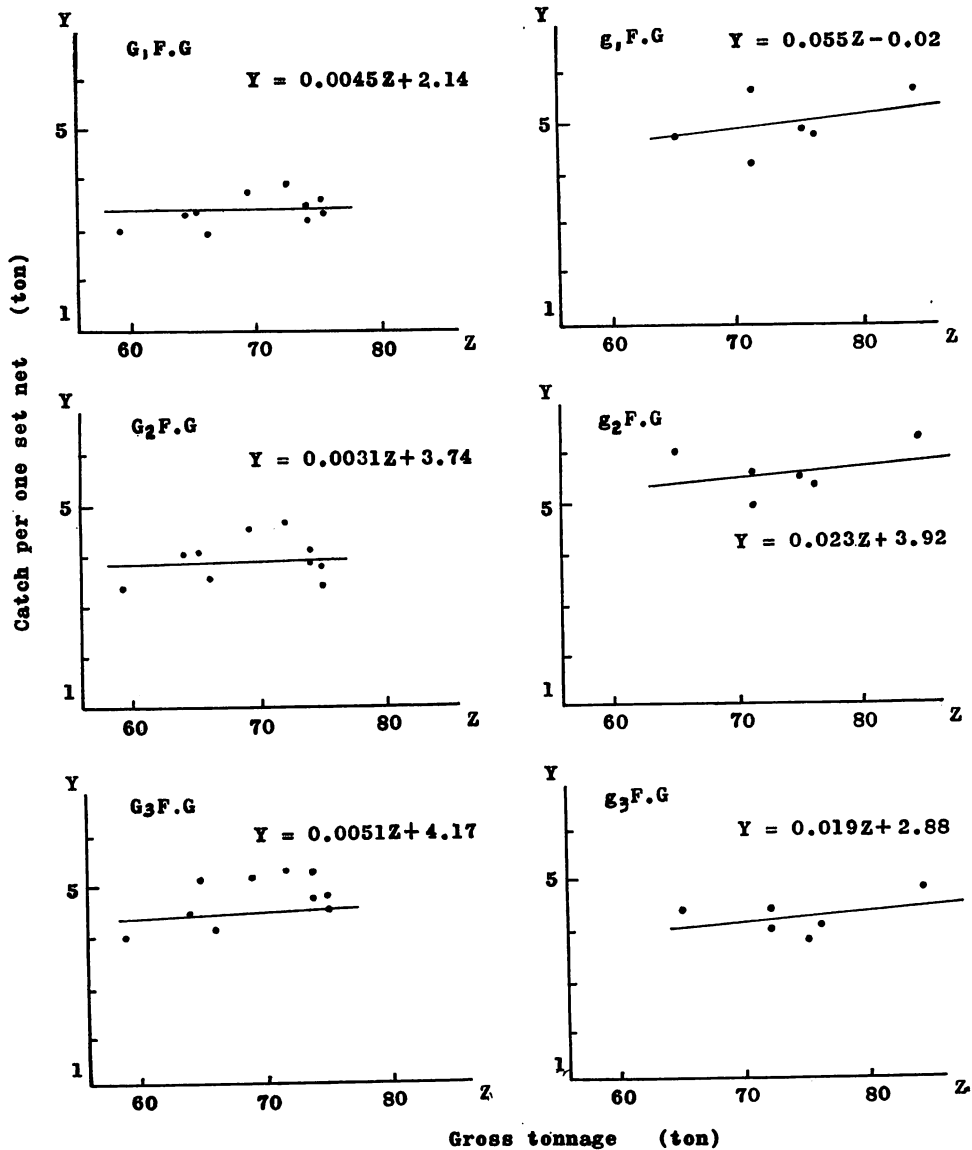 Catch per one set net (ton)
Y
G1F.G
Y = 0.0045Z+2.14
5
1
60 70 80 Z
Y
g1F.G
Y = 0.055Z-0.02
5
1
60 70 80 Z
Y
G2F.G
Y = 0.0031Z+3.74
5
1
60 70 80 Z
Y
g2F.G
5
Y = 0.023Z+3.92
1
60 70 80 Z
Y
G3F.G
Y = 0.0051Z+4.17
5
1
60 70 80 Z
Y
g3F.G
Y = 0.019Z+2.88
5
1
60 70 80 Z
Gross tonnage (ton)